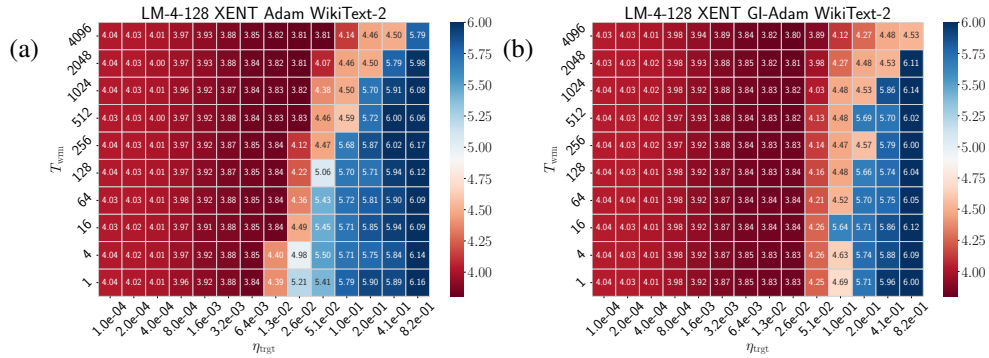 (a)
LM-4-128 XENT Adam WikiText-2
4096 4.04 4.03 4.01 3.97 3.93 3.88 3.85 3.82 3.81 3.81 4.14 4.46 4.50 5.79
2048 4.04 4.03 4.00 3.97 3.93 3.88 3.84 3.82 3.81 4.07 4.46 4.50 5.79 5.98
1024 4.04 4.03 4.01 3.96 3.92 3.88 3.84 3.83 3.82 4.38 4.50 5.70 5.91 6.08
512 4.03 4.03 4.00 3.97 3.92 3.88 3.84 3.83 3.83 4.46 4.59 5.72 6.00 6.06
256 4.04 4.03 4.01 3.97 3.92 3.87 3.85 3.84 4.12 4.47 5.68 5.87 6.02 6.17
128 4.03 4.03 4.01 3.97 3.92 3.87 3.85 3.84 4.22 5.06 5.70 5.71 5.94 6.12
64 4.04 4.03 4.01 3.96 3.92 3.88 3.85 3.84 4.36 5.43 5.72 5.81 5.90 6.09
16 4.04 4.02 4.01 3.97 3.91 3.88 3.85 3.84 4.49 5.45 5.71 5.85 5.94 6.09
4 4.04 4.03 4.01 3.97 3.92 3.88 3.84 4.40 4.98 5.50 5.72 5.75 5.84 6.14
1 4.04 4.02 4.01 3.96 3.92 3.88 3.84 4.39 5.21 5.41 5.79 5.90 5.89 6.16
T_wrm
1.0e-04 2.0e-04 4.0e-04 8.0e-04 1.6e-03 3.2e-03 6.4e-03 1.3e-02 2.6e-02 5.1e-02 1.0e-01 2.0e-01 4.1e-01 8.2e-01
η_trgt
6.00
5.75
5.50
5.25
5.00
4.75
4.50
4.25
4.00
(b)
LM-4-128 XENT GI-Adam WikiText-2
4096 4.03 4.03 4.01 3.98 3.94 3.89 3.84 3.82 3.80 3.89 4.12 4.27 4.48 4.53
2048 4.03 4.03 4.01 3.97 3.93 3.88 3.84 3.82 3.81 3.98 4.27 4.48 4.53 6.11
1024 4.03 4.02 4.01 3.97 3.92 3.88 3.84 3.82 3.81 4.03 4.48 4.53 5.86 6.14
512 4.03 4.03 4.01 3.98 3.93 3.87 3.84 3.82 3.82 4.13 4.48 5.69 5.70 6.02
256 4.04 4.03 4.01 3.98 3.92 3.87 3.84 3.83 3.83 4.14 4.47 4.57 5.79 6.00
128 4.03 4.03 4.01 3.98 3.92 3.88 3.84 3.83 3.83 4.16 4.48 5.66 5.74 6.04
64 4.03 4.03 4.01 3.98 3.93 3.88 3.84 3.83 3.83 4.21 4.52 5.70 5.75 6.05
16 4.04 4.03 4.01 3.98 3.92 3.88 3.84 3.83 3.84 4.26 5.64 5.71 5.86 6.12
4 4.03 4.03 4.01 3.98 3.93 3.88 3.84 3.83 3.84 4.26 4.63 5.73 5.88 6.09
1 4.03 4.03 4.01 3.98 3.93 3.88 3.84 3.83 3.84 4.25 4.69 5.71 5.96 6.00
T_wrm
1.0e-04 2.0e-04 4.0e-04 8.0e-04 1.6e-03 3.2e-03 6.4e-03 1.3e-02 2.6e-02 5.1e-02 1.0e-01 2.0e-01 4.1e-01 8.2e-01
η_trgt
6.00
5.75
5.50
5.25
5.00
4.75
4.50
4.25
4.00